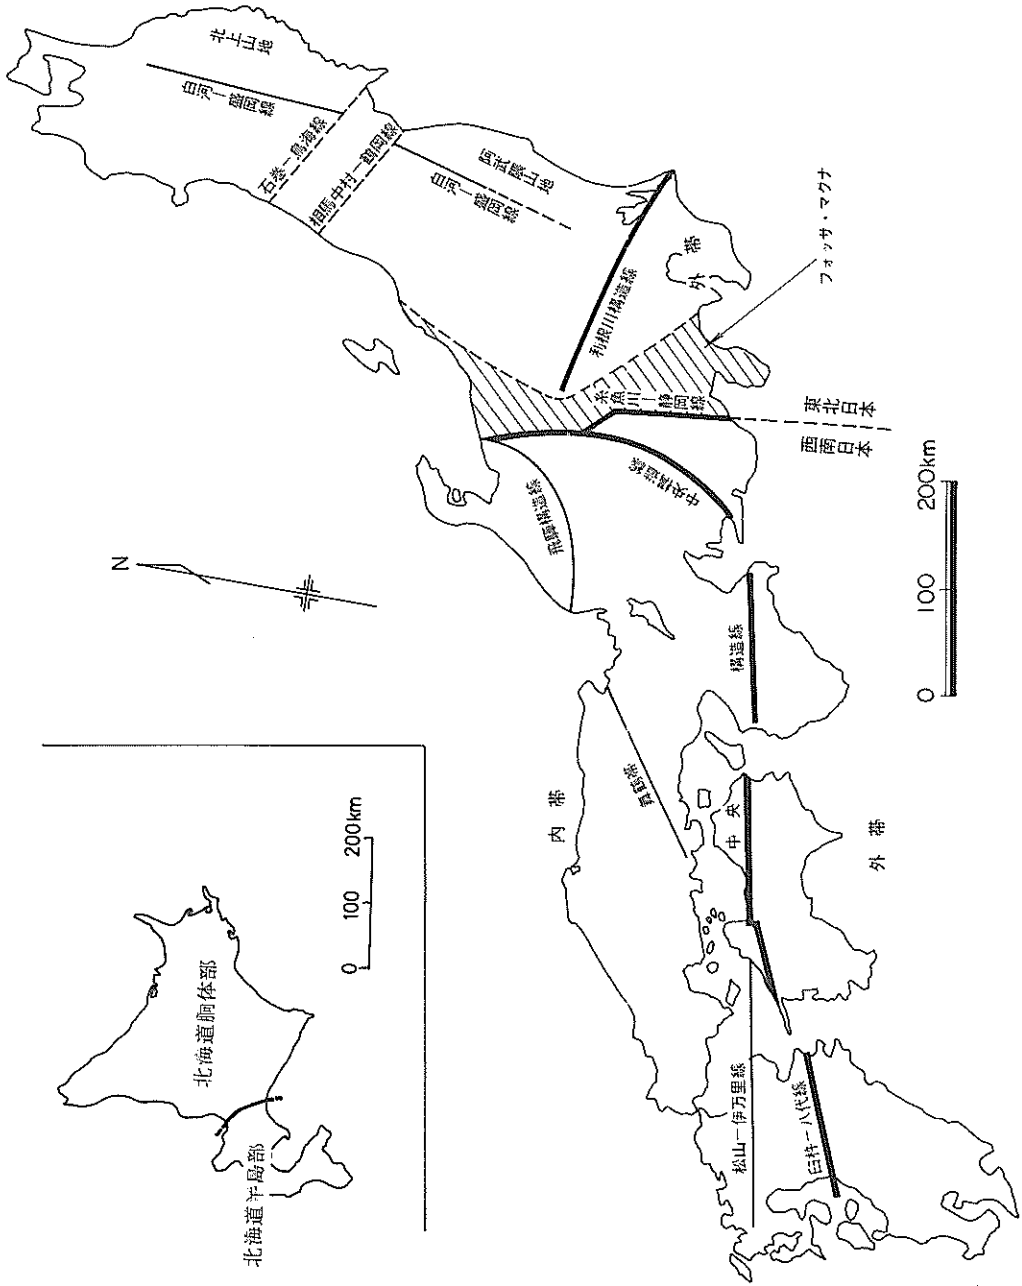 北上山地
白河―盛岡線
石巻―鳥海線
相馬中村―鶴岡線
阿武隈山地
白河―盛岡線
利根川構造線
外帯
フォッサ・マグナ
糸魚川―静岡線
東北日本
西南日本
中央構造線
飛驒構造線
N
0 100 200km
構造線
舞鶴帯
内帯
中央
外帯
松山―伊万里線
臼杵―八代線
0 100 200km
北海道胴体部
北海道半島部